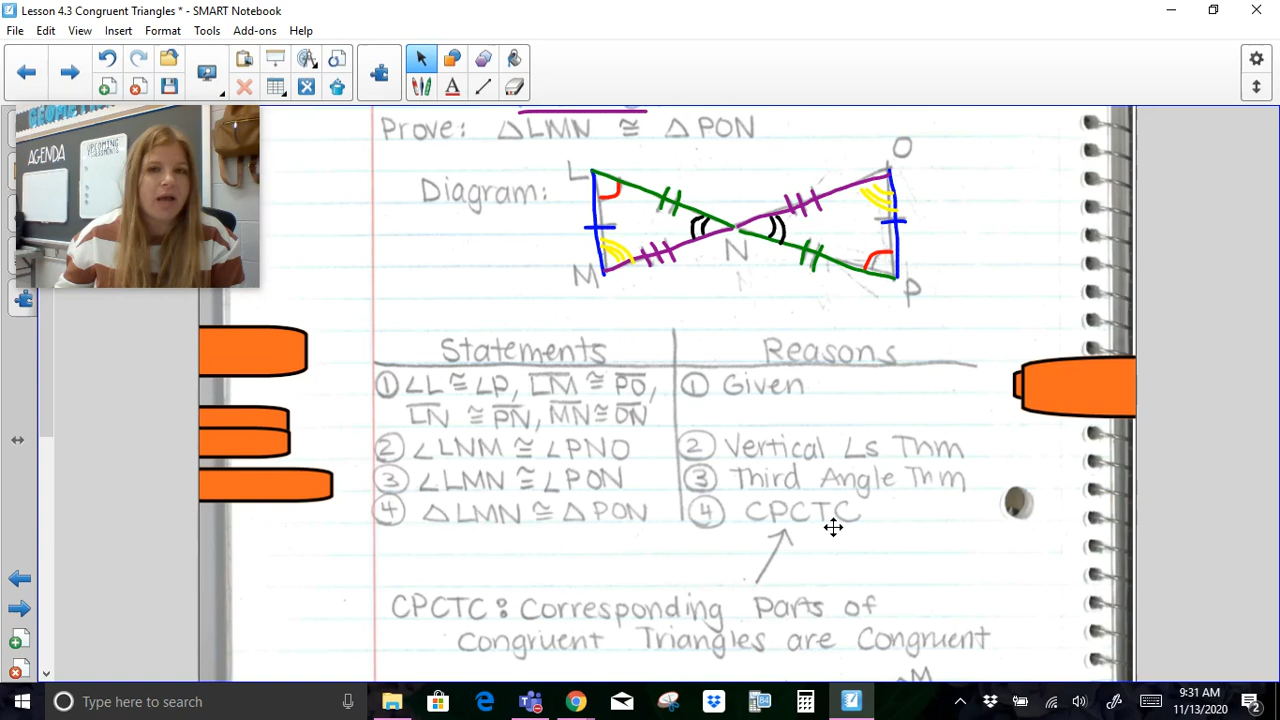 Lesson 4.3 Congruent Triangles * - SMART Notebook
File Edit View Insert Format Tools Add-ons Help
AGENDA
UPCOMING
Prove: △LMN ≅ △PON
Diagram:
L
O
M
N
P
Statements
Reasons
① ∠L ≅ ∠P, LM ≅ PO,
LN ≅ PN, MN ≅ ON
① Given
② ∠LNM ≅ ∠PNO
② Vertical ∠s Thm
③ ∠LMN ≅ ∠PON
③ Third Angle Thm
④ △LMN ≅ △PON
④ CPCTC
CPCTC: Corresponding Parts of
Congruent Triangles are Congruent
M
Type here to search
9:31 AM
11/13/2020
2